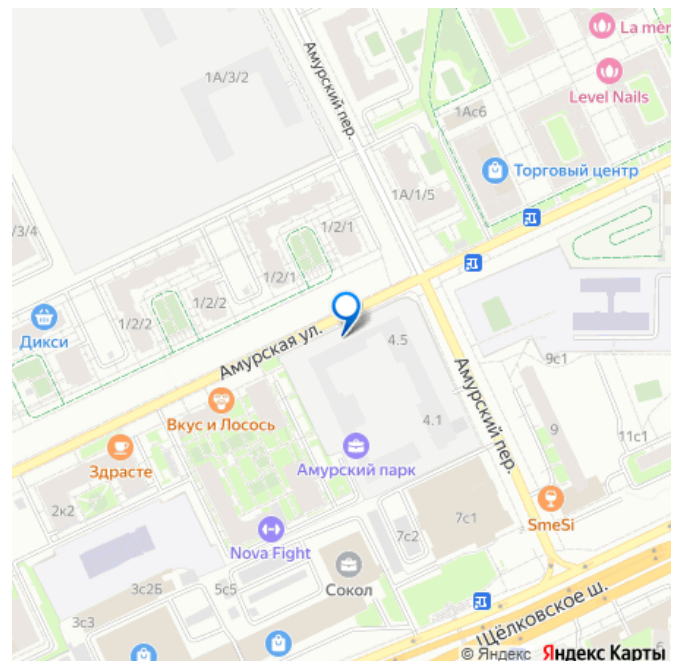 La mèr
Level Nails
1А/3/2
Амурский пер.
1Ас6
Торговый центр
1А/1/5
/3/4
1/2/1
1/2/1
1/2/2
1/2/2
Дикси
Амурская ул.
4.5
Амурский пер.
9с1
Вкус и Лосось
4.1
9
11с1
Здрасте
Амурский парк
2к2
SmeSi
7с1
7с2
Nova Fight
Сокол
3с2Б
5с5
3с3
Щёлковское ш.
6
© Яндекс Яндекс Карты